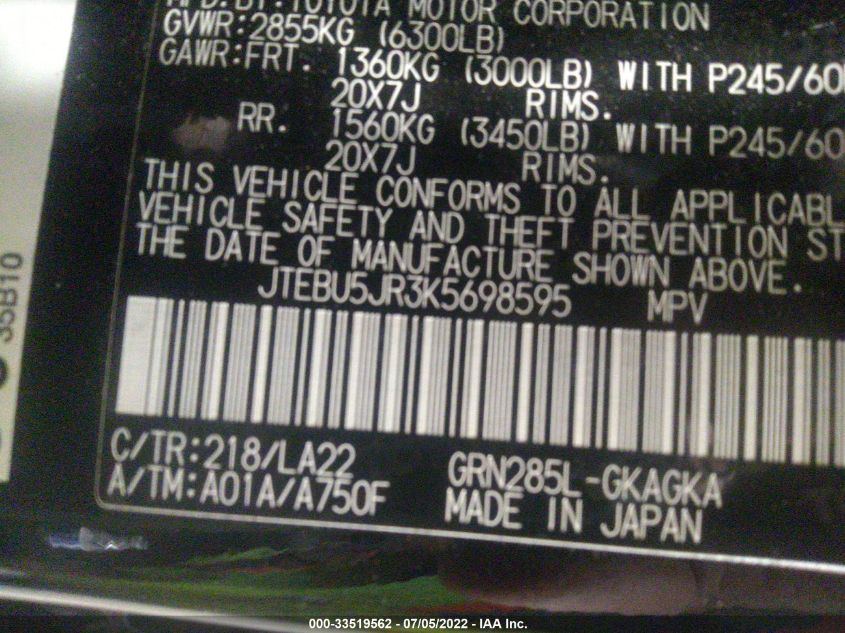 MFD.BY:TOYOTA MOTOR CORPORATION
GVWR:2855KG (6300LB)
GAWR:FRT. 1360KG (3000LB) WITH P245/60
20X7J RIMS.
RR. 1560KG (3450LB) WITH P245/60
20X7J RIMS.
THIS VEHICLE CONFORMS TO ALL APPLICABL
VEHICLE SAFETY AND THEFT PREVENTION ST
THE DATE OF MANUFACTURE SHOWN ABOVE.
JTEBU5JR3K5698595 MPV
C/TR:218/LA22 GRN285L-GKAGKA
A/TM:A01A/A750F MADE IN JAPAN
35B10
000-33519562 - 07/05/2022 - IAA Inc.